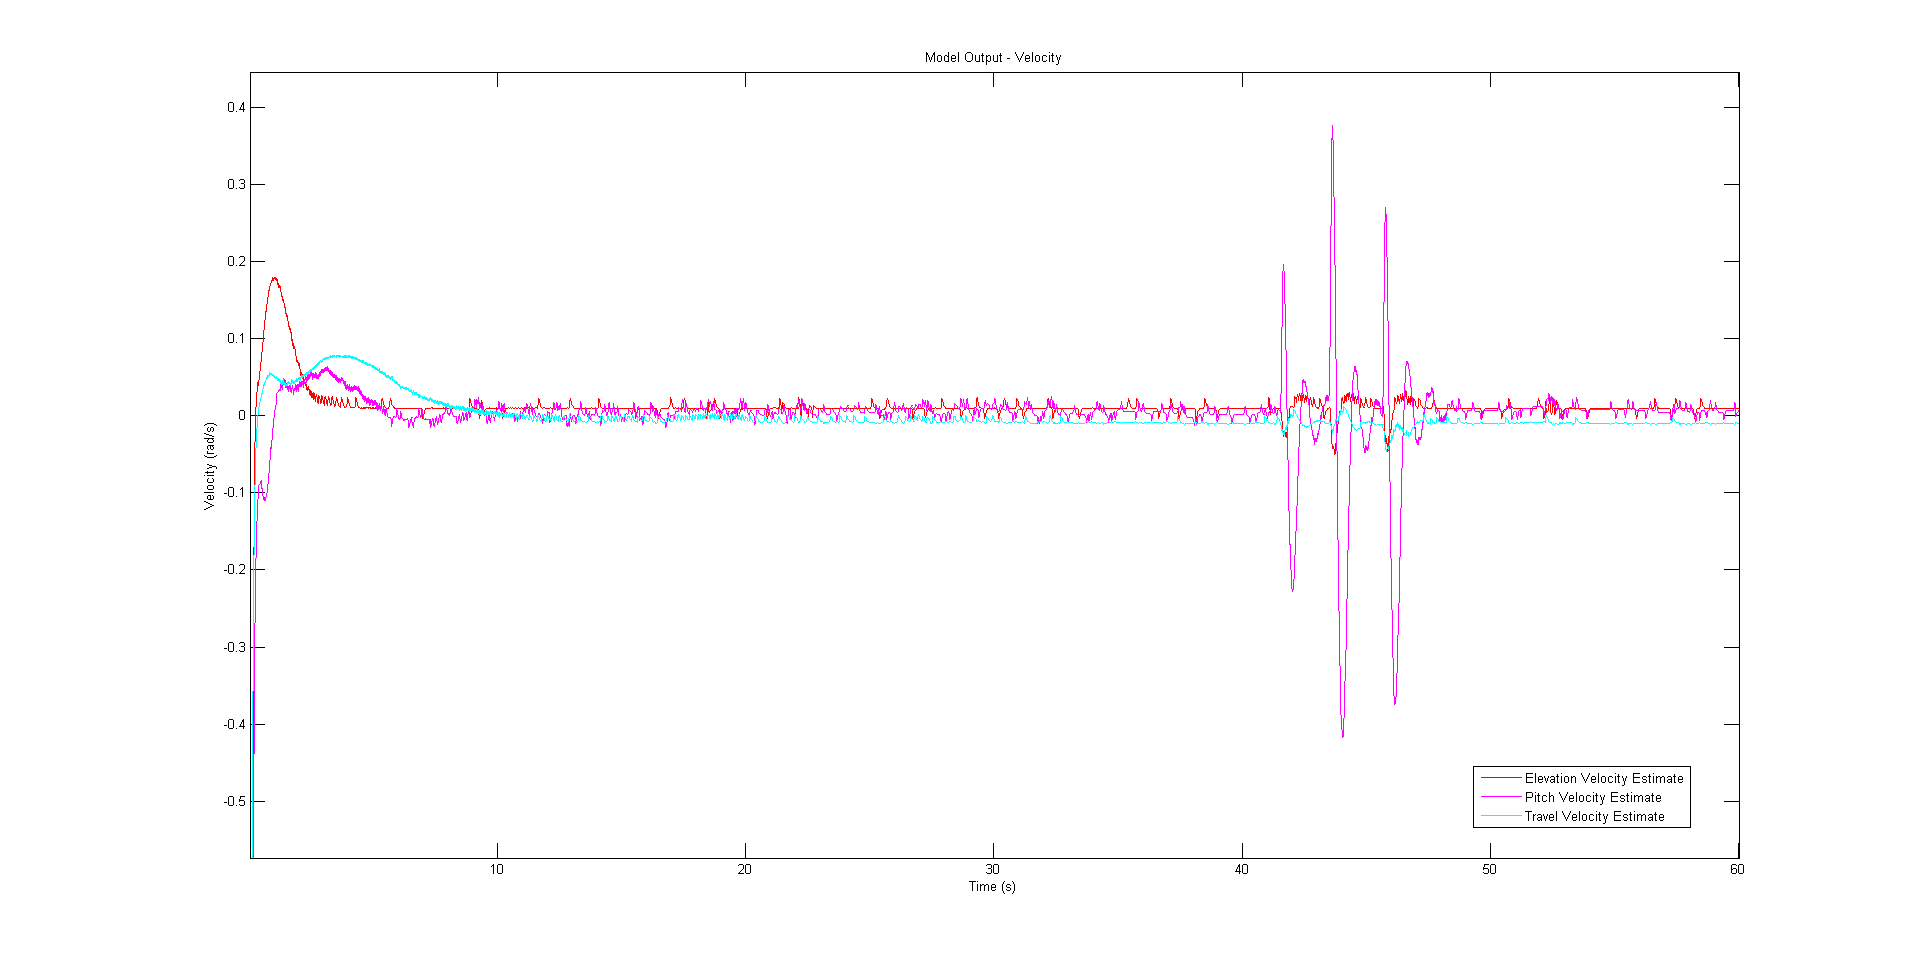 Model Output - Velocity
0.4
0.3
0.2
0.1
0
-0.1
-0.2
-0.3
-0.4
-0.5
Velocity (rad/s)
10
20
30
40
50
60
Time (s)
Elevation Velocity Estimate
Pitch Velocity Estimate
Travel Velocity Estimate